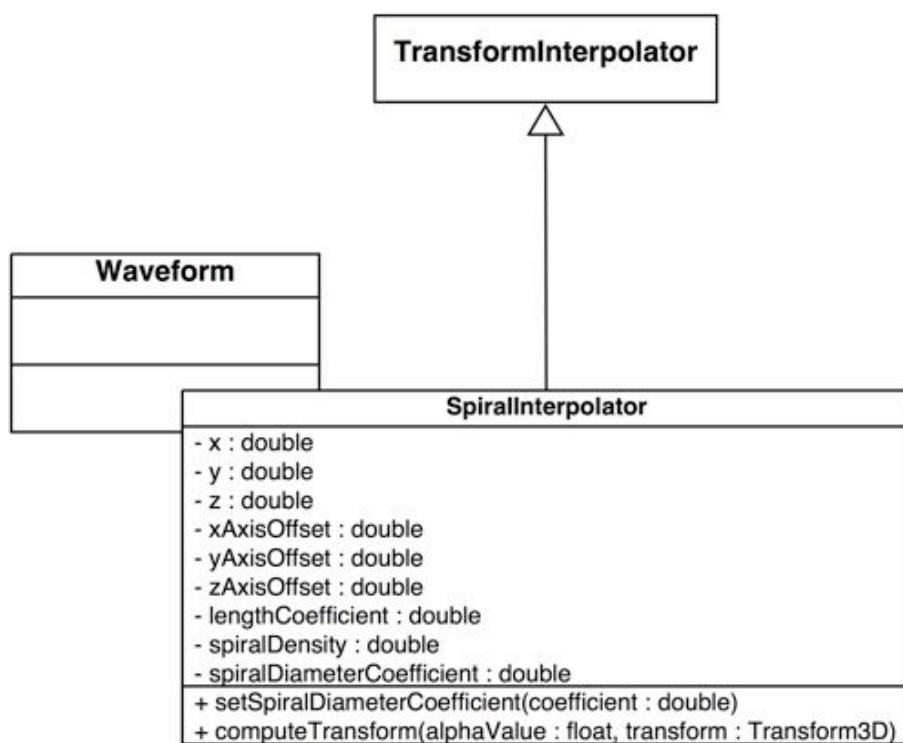 TransformInterpolator
Waveform
SpiralInterpolator
- x : double
- y : double
- z : double
- xAxisOffset : double
- yAxisOffset : double
- zAxisOffset : double
- lengthCoefficient : double
- spiralDensity : double
- spiralDiameterCoefficient : double
+ setSpiralDiameterCoefficient(coefficient : double)
+ computeTransform(alphaValue : float, transform : Transform3D)